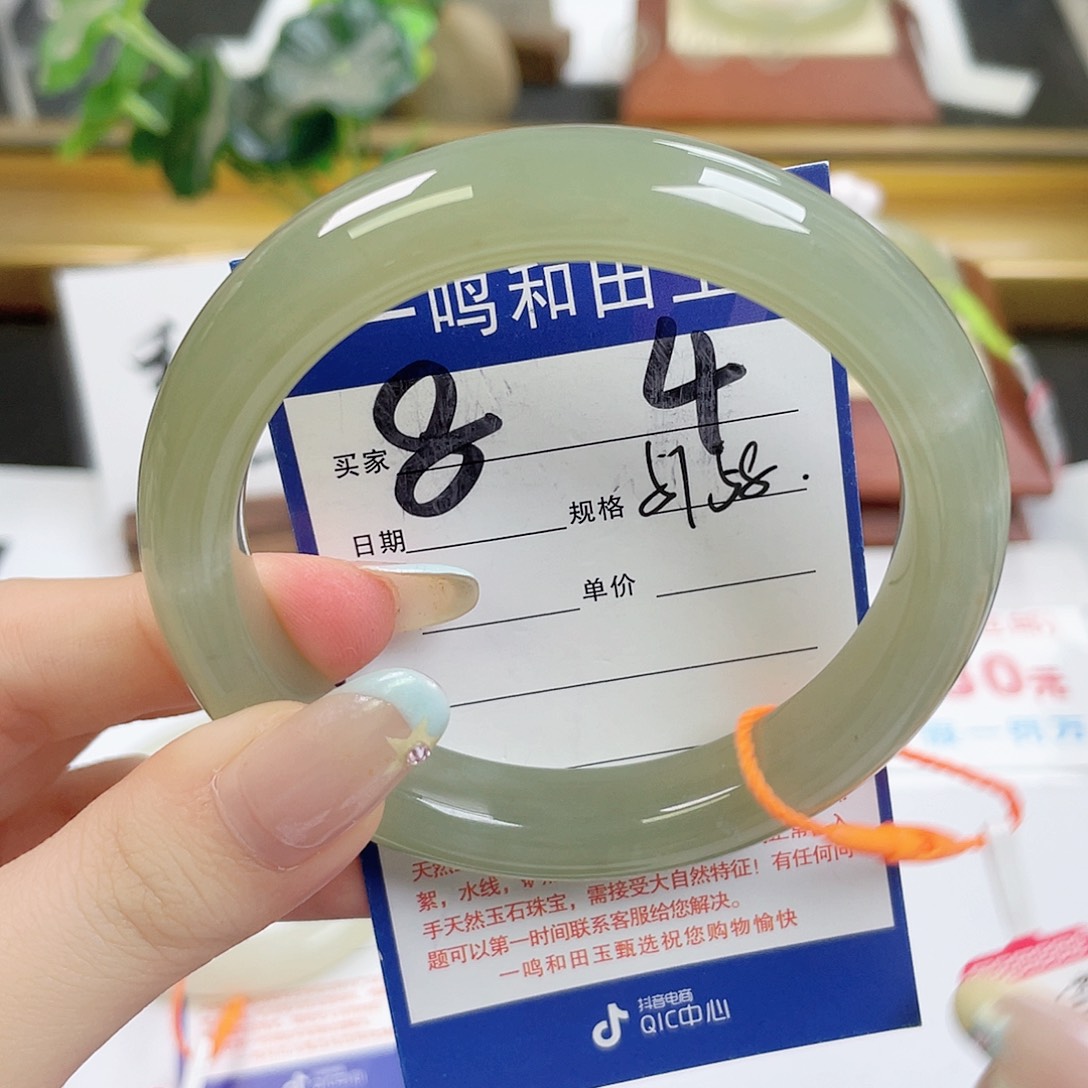 一鸣和田玉
8 4
买家
日期 规格 57 58.
单价
天然
絮，水线，
手天然玉石珠宝，需接受大自然特征！有任何问
题可以第一时间联系客服给您解决。
一鸣和田玉甄选祝您购物愉快
抖音电商
QIC中心
0元